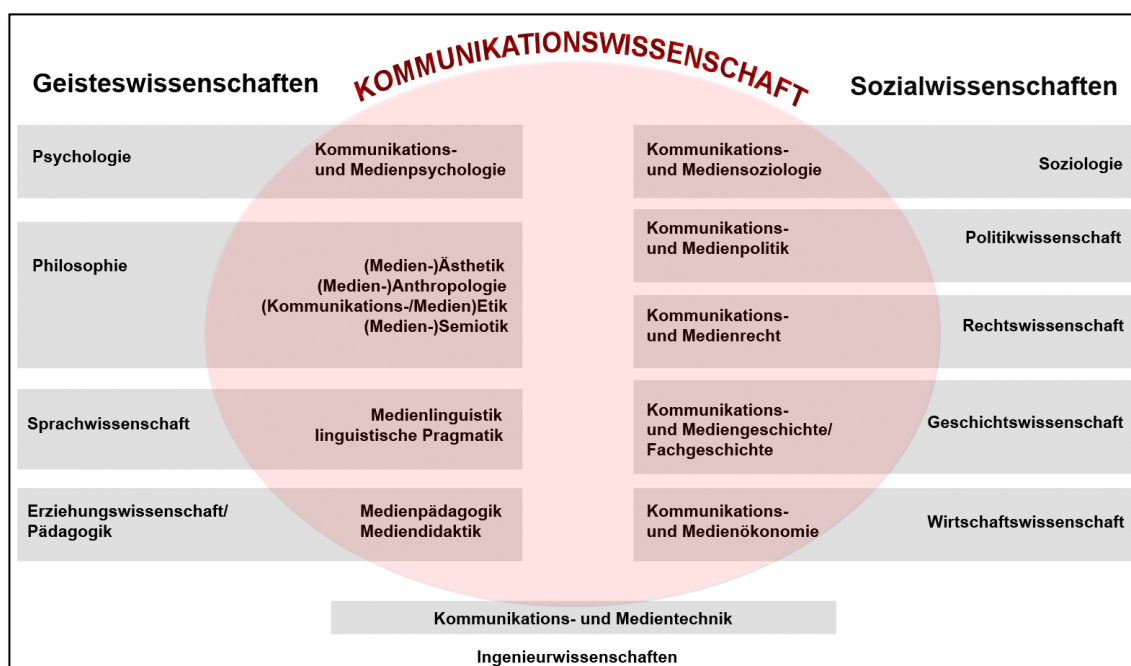 KOMMUNIKATIONSWISSENSCHAFT
Geisteswissenschaften
Sozialwissenschaften
Psychologie
Kommunikations-
und Medienpsychologie
Kommunikations-
und Mediensoziologie
Soziologie
Philosophie
(Medien-)Ästhetik
(Medien-)Anthropologie
(Kommunikations-/Medien)Etik
(Medien-)Semiotik
Kommunikations-
und Medienpolitik
Politikwissenschaft
Kommunikations-
und Medienrecht
Rechtswissenschaft
Sprachwissenschaft
Medienlinguistik
linguistische Pragmatik
Kommunikations-
und Mediengeschichte/
Fachgeschichte
Geschichtswissenschaft
Erziehungswissenschaft/
Pädagogik
Medienpädagogik
Mediendidaktik
Kommunikations-
und Medienökonomie
Wirtschaftswissenschaft
Kommunikations- und Medientechnik
Ingenieurwissenschaften